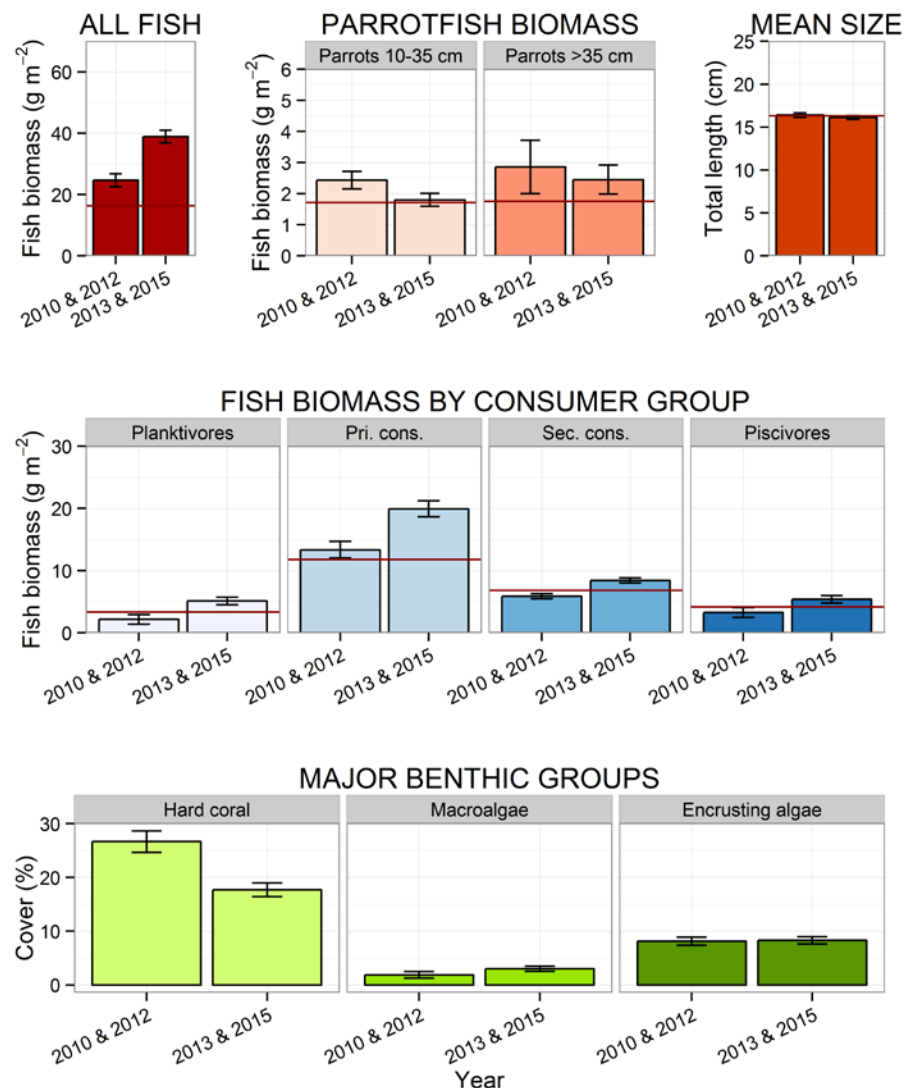 ALL FISH
Fish biomass (g m⁻²)
60
40
20
0
2010 & 2012
2013 & 2015
PARROTFISH BIOMASS
Parrots 10-35 cm
Parrots >35 cm
Fish biomass (g m⁻²)
6
5
4
3
2
1
0
2010 & 2012
2013 & 2015
2010 & 2012
2013 & 2015
MEAN SIZE
Total length (cm)
25
20
15
10
5
0
2010 & 2012
2013 & 2015
FISH BIOMASS BY CONSUMER GROUP
Planktivores
Pri. cons.
Sec. cons.
Piscivores
Fish biomass (g m⁻²)
30
20
10
0
2010 & 2012
2013 & 2015
2010 & 2012
2013 & 2015
2010 & 2012
2013 & 2015
2010 & 2012
2013 & 2015
MAJOR BENTHIC GROUPS
Hard coral
Macroalgae
Encrusting algae
Cover (%)
30
20
10
0
2010 & 2012
2013 & 2015
2010 & 2012
2013 & 2015
2010 & 2012
2013 & 2015
Year